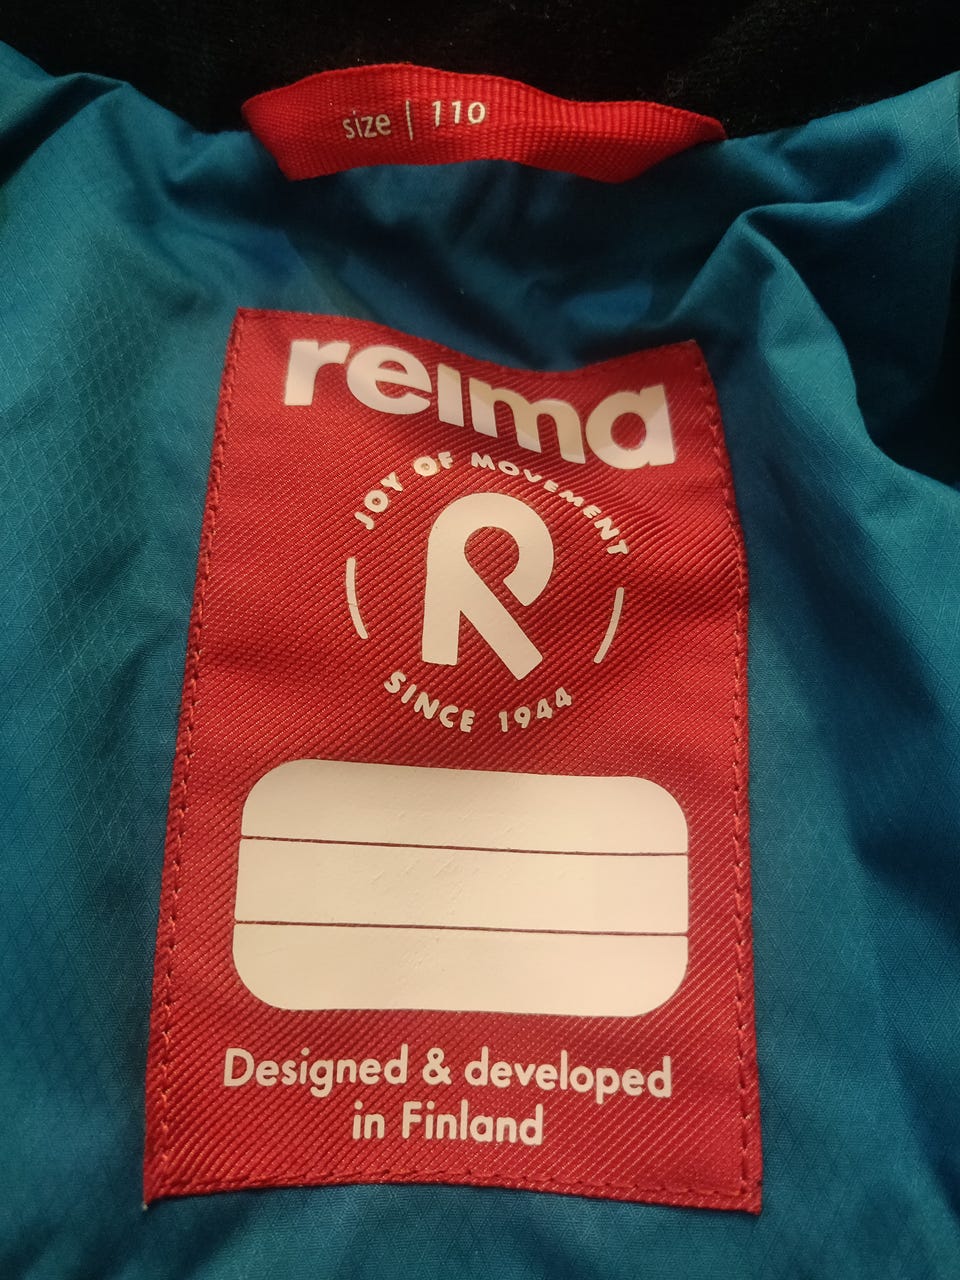 size | 110
reima
JOY OF MOVEMENT
R
SINCE 1944
Designed & developed
in Finland